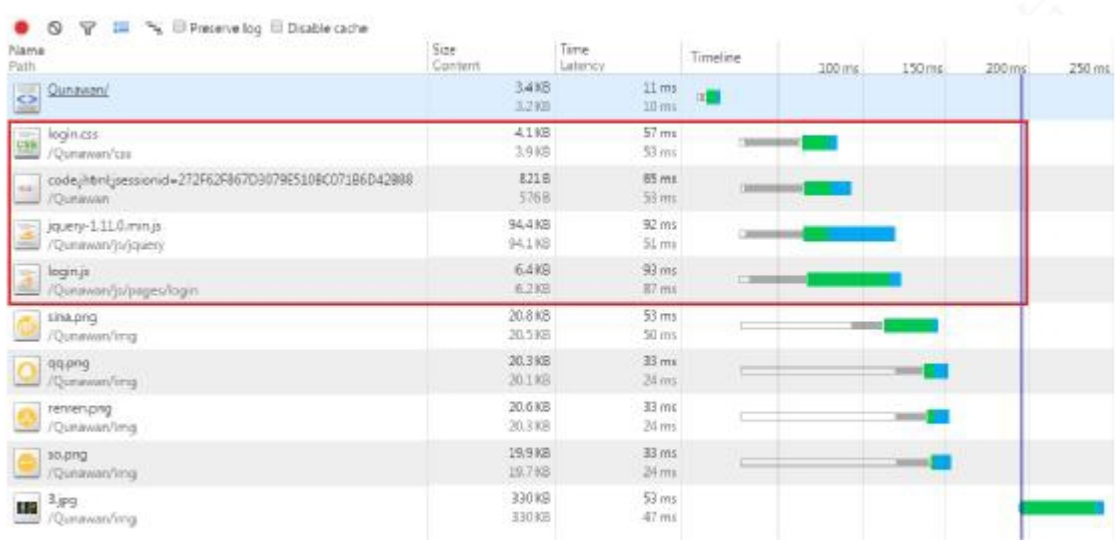 Preserve log Disable cache
Name Size Time Timeline 100 ms 150 ms 200 ms 250 ms
Path Content Latency
Qunawan/ 3.4 KB 11 ms
3.2 KB 10 ms
login.css 4.1 KB 57 ms
/Qunawan/css 3.9 KB 53 ms
821 B 65 ms
/Qunawan 576 B 53 ms
jquery-1.11.0.min.js 94.4 KB 92 ms
/Qunawan/js/jquery 94.1 KB 51 ms
login.js 6.4 KB 93 ms
/Qunawan/js/pages/login 6.2 KB 87 ms
sina.png 20.8 KB 53 ms
/Qunawan/img 20.5 KB 50 ms
qq.png 20.3 KB 33 ms
/Qunawan/img 20.1 KB 24 ms
renren.png 20.6 KB 33 ms
/Qunawan/img 20.3 KB 24 ms
so.png 19.9 KB 33 ms
/Qunawan/img 19.7 KB 24 ms
3.jpg 330 KB 53 ms
/Qunawan/img 330 KB 47 ms